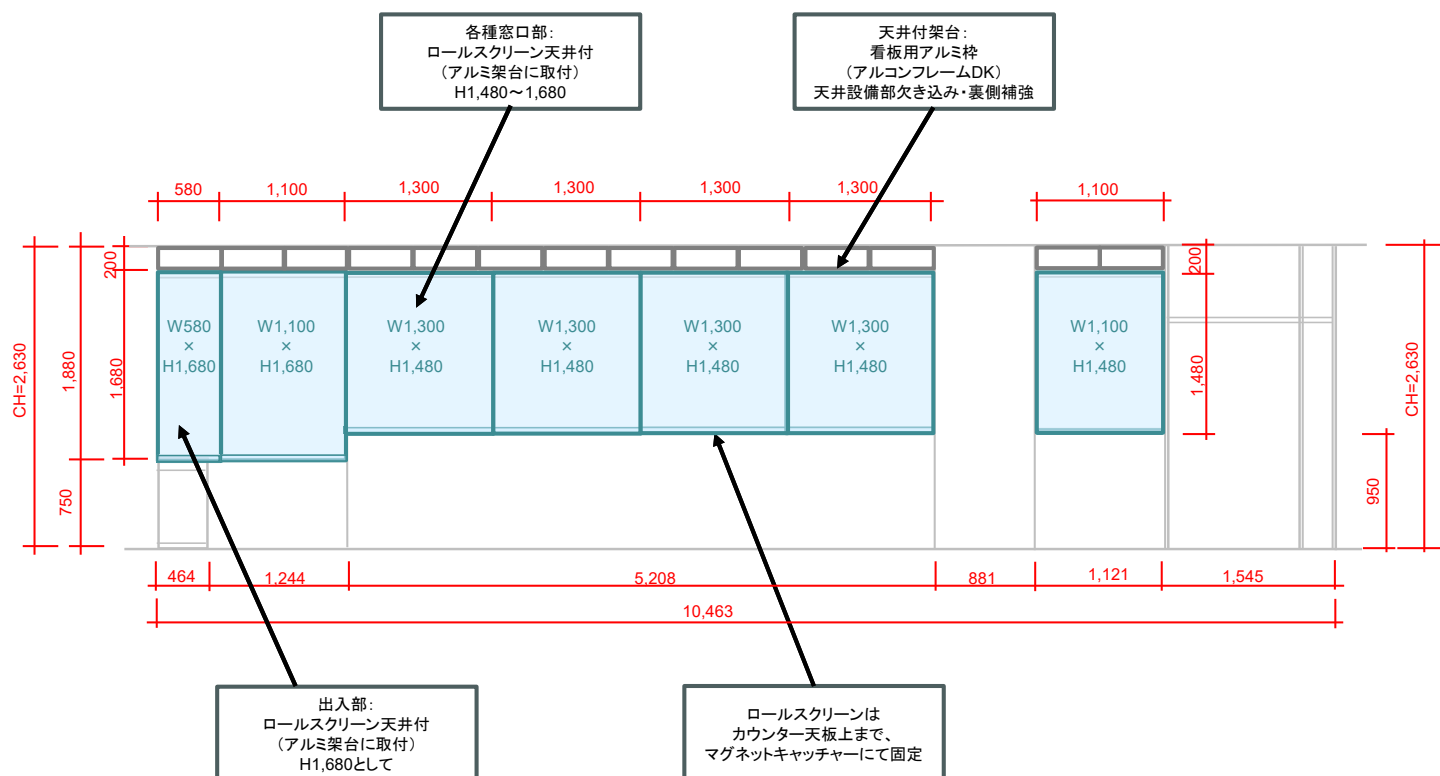 各種窓口部:
ロールスクリーン天井付
(アルミ架台に取付)
H1,480～1,680
天井付架台:
看板用アルミ枠
(アルコンフレームDK)
天井設備部欠き込み・裏側補強
580
1,100
1,300
1,300
1,300
1,300
1,100
CH=2,630
200
1,880
1,680
750
W580
×
H1,680
W1,100
×
H1,680
W1,300
×
H1,480
W1,300
×
H1,480
W1,300
×
H1,480
W1,300
×
H1,480
W1,100
×
H1,480
200
1,480
950
CH=2,630
464
1,244
5,208
881
1,121
1,545
10,463
出入部:
ロールスクリーン天井付
(アルミ架台に取付)
H1,680として
ロールスクリーンは
カウンター天板上まで、
マグネットキャッチャーにて固定